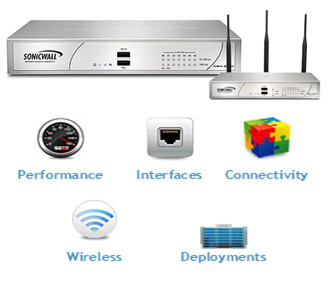 SONICWALL
Performance
Interfaces
Connectivity
Wireless
Deployments